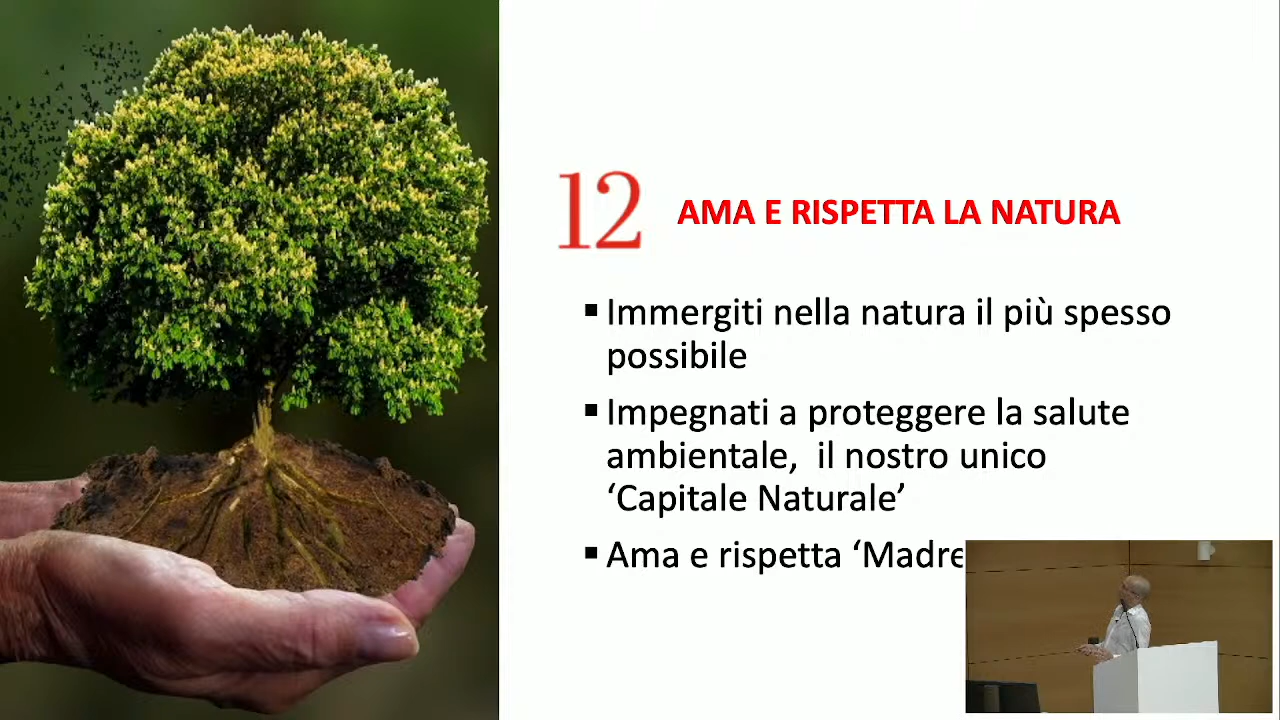 12 AMA E RISPETTA LA NATURA
▪ Immergiti nella natura il più spesso
possibile
▪ Impegnati a proteggere la salute
ambientale, il nostro unico
‘Capitale Naturale’
▪ Ama e rispetta ‘Madre